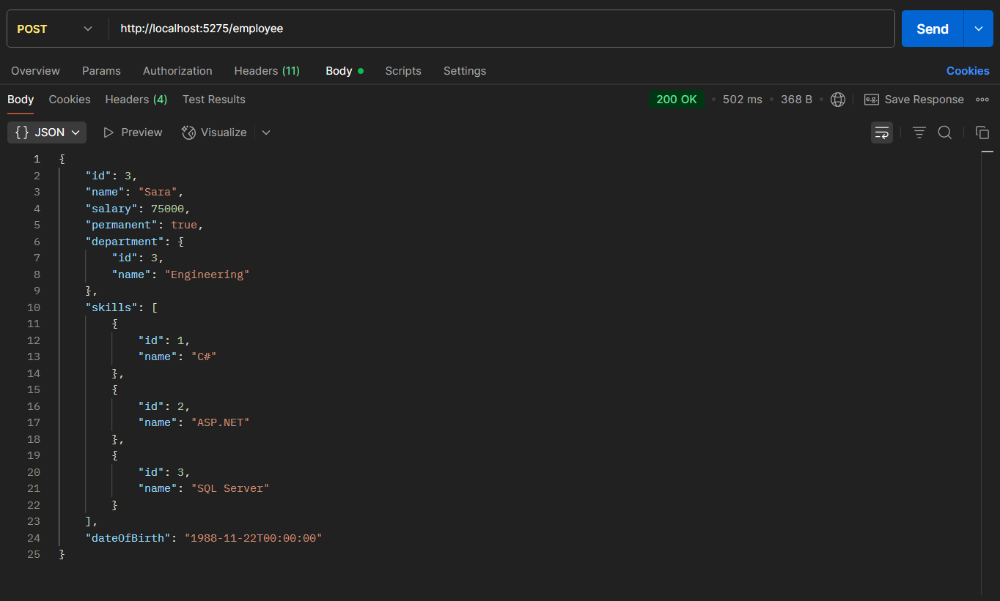 POST http://localhost:5275/employee Send
Overview Params Authorization Headers (11) Body Scripts Settings Cookies
Body Cookies Headers (4) Test Results 200 OK 502 ms 368 B e.g. Save Response
{} JSON Preview Visualize
1 {
2 "id": 3,
3 "name": "Sara",
4 "salary": 75000,
5 "permanent": true,
6 "department": {
7 "id": 3,
8 "name": "Engineering"
9 },
10 "skills": [
11 {
12 "id": 1,
13 "name": "C#"
14 },
15 {
16 "id": 2,
17 "name": "ASP.NET"
18 },
19 {
20 "id": 3,
21 "name": "SQL Server"
22 }
23 ],
24 "dateOfBirth": "1988-11-22T00:00:00"
25 }